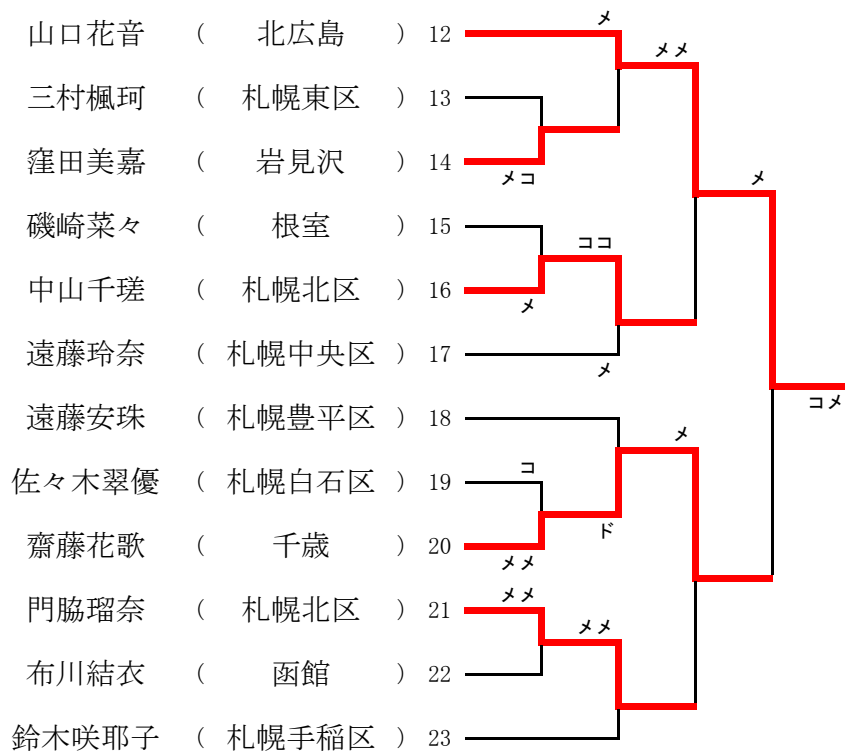 山口花音 ( 北広島 ) 12
メ
メメ
三村楓珂 ( 札幌東区 ) 13
窪田美嘉 ( 岩見沢 ) 14
メコ
メ
磯崎菜々 ( 根室 ) 15
ココ
中山千瑳 ( 札幌北区 ) 16
メ
遠藤玲奈 ( 札幌中央区 ) 17
メ
コメ
遠藤安珠 ( 札幌豊平区 ) 18
メ
佐々木翠優 ( 札幌白石区 ) 19
コ
ド
齋藤花歌 ( 千歳 ) 20
メメ
門脇瑠奈 ( 札幌北区 ) 21
メメ
メメ
布川結衣 ( 函館 ) 22
鈴木咲耶子 ( 札幌手稲区 ) 23